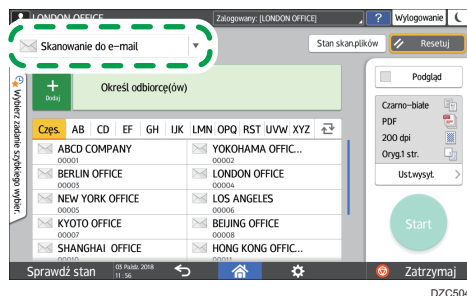 LONDON OFFICE
Zalogowany: [LONDON OFFICE]
?
Wylogowanie
Skanowanie do e-mail
Stan skan.plików
Resetuj
Wybierz zadanie szybkiego wybier.
+
Dodaj
Określ odbiorcę(ów)
Podgląd
Częs. AB CD EF GH IJK LMN OPQ RST UVW XYZ
Czarno-białe
PDF
200 dpi
Oryg.1 str.
Ust.wysył.
Start
ABCD COMPANY
00001
YOKOHAMA OFFIC...
00002
BERLIN OFFICE
00003
LONDON OFFICE
00004
NEW YORK OFFICE
00005
LOS ANGELES
00006
KYOTO OFFICE
00007
BEIJING OFFICE
00008
SHANGHAI OFFICE
00010
HONG KONG OFFIC...
00011
Sprawdź stan
03 Paźdz. 2018
11 : 56
Zatrzymaj
DZC504